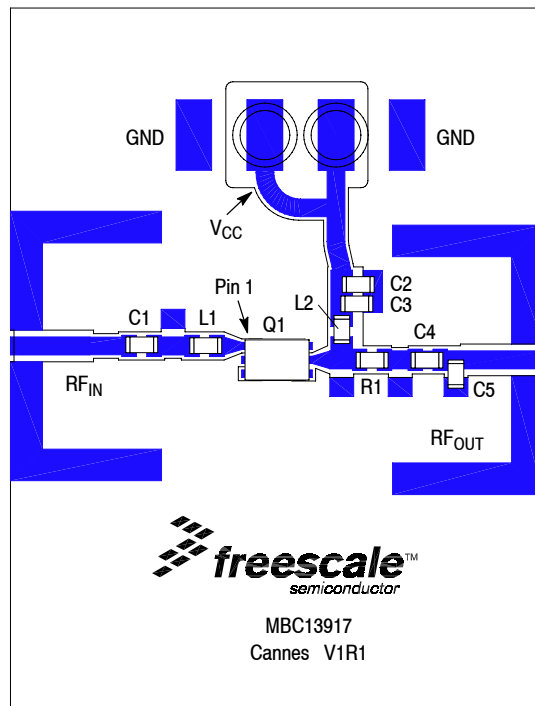 GND
GND
VCC
C2
C3
Pin 1
L2
C1
L1
Q1
C4
RFIN
R1
C5
RFOUT
freescale™
semiconductor
MBC13917
Cannes V1R1